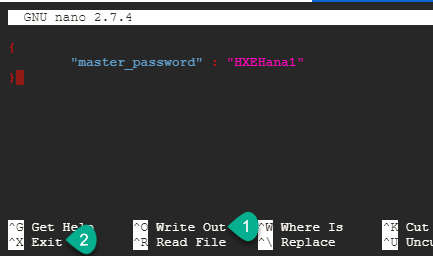 GNU nano 2.7.4
{
"master_password" : "HXEHana1"
}
^G Get Help ^O Write Out 1 ^W Where Is ^K Cut
^X Exit 2 ^R Read File ^\ Replace ^U Uncu